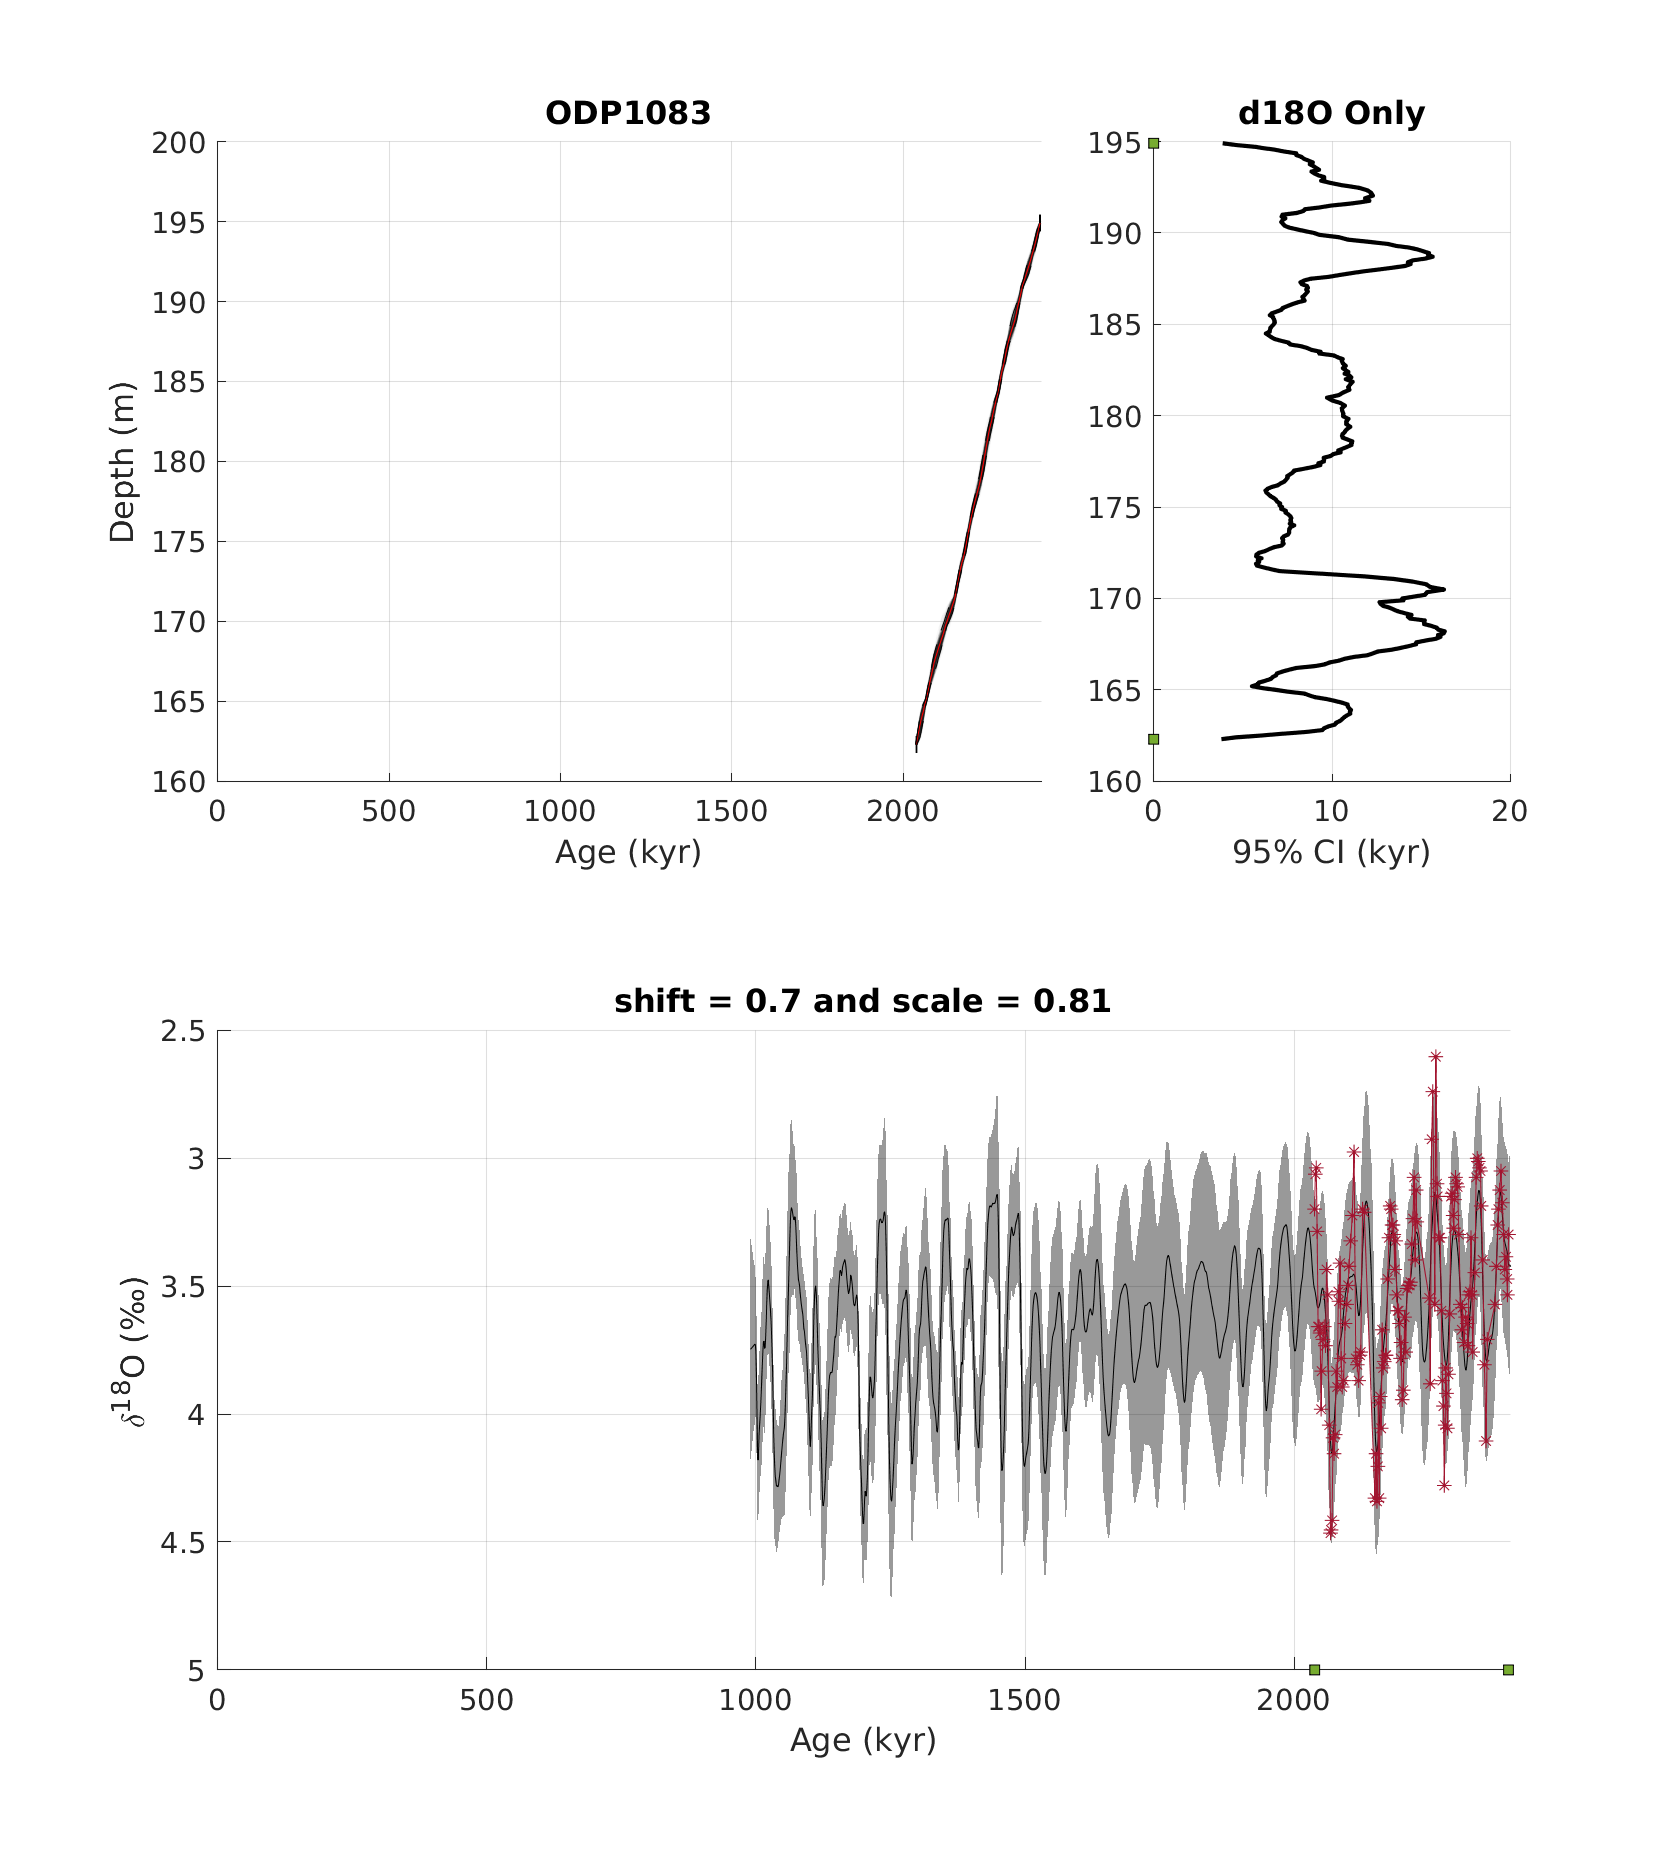 ODP1083
200
195
190
185
180
175
170
165
160
Depth (m)
0 500 1000 1500 2000
Age (kyr)
d18O Only
195
190
185
180
175
170
165
160
0 10 20
95% CI (kyr)
shift = 0.7 and scale = 0.81
2.5
3
3.5
4
4.5
5
δ¹⁸O (‰)
0 500 1000 1500 2000
Age (kyr)